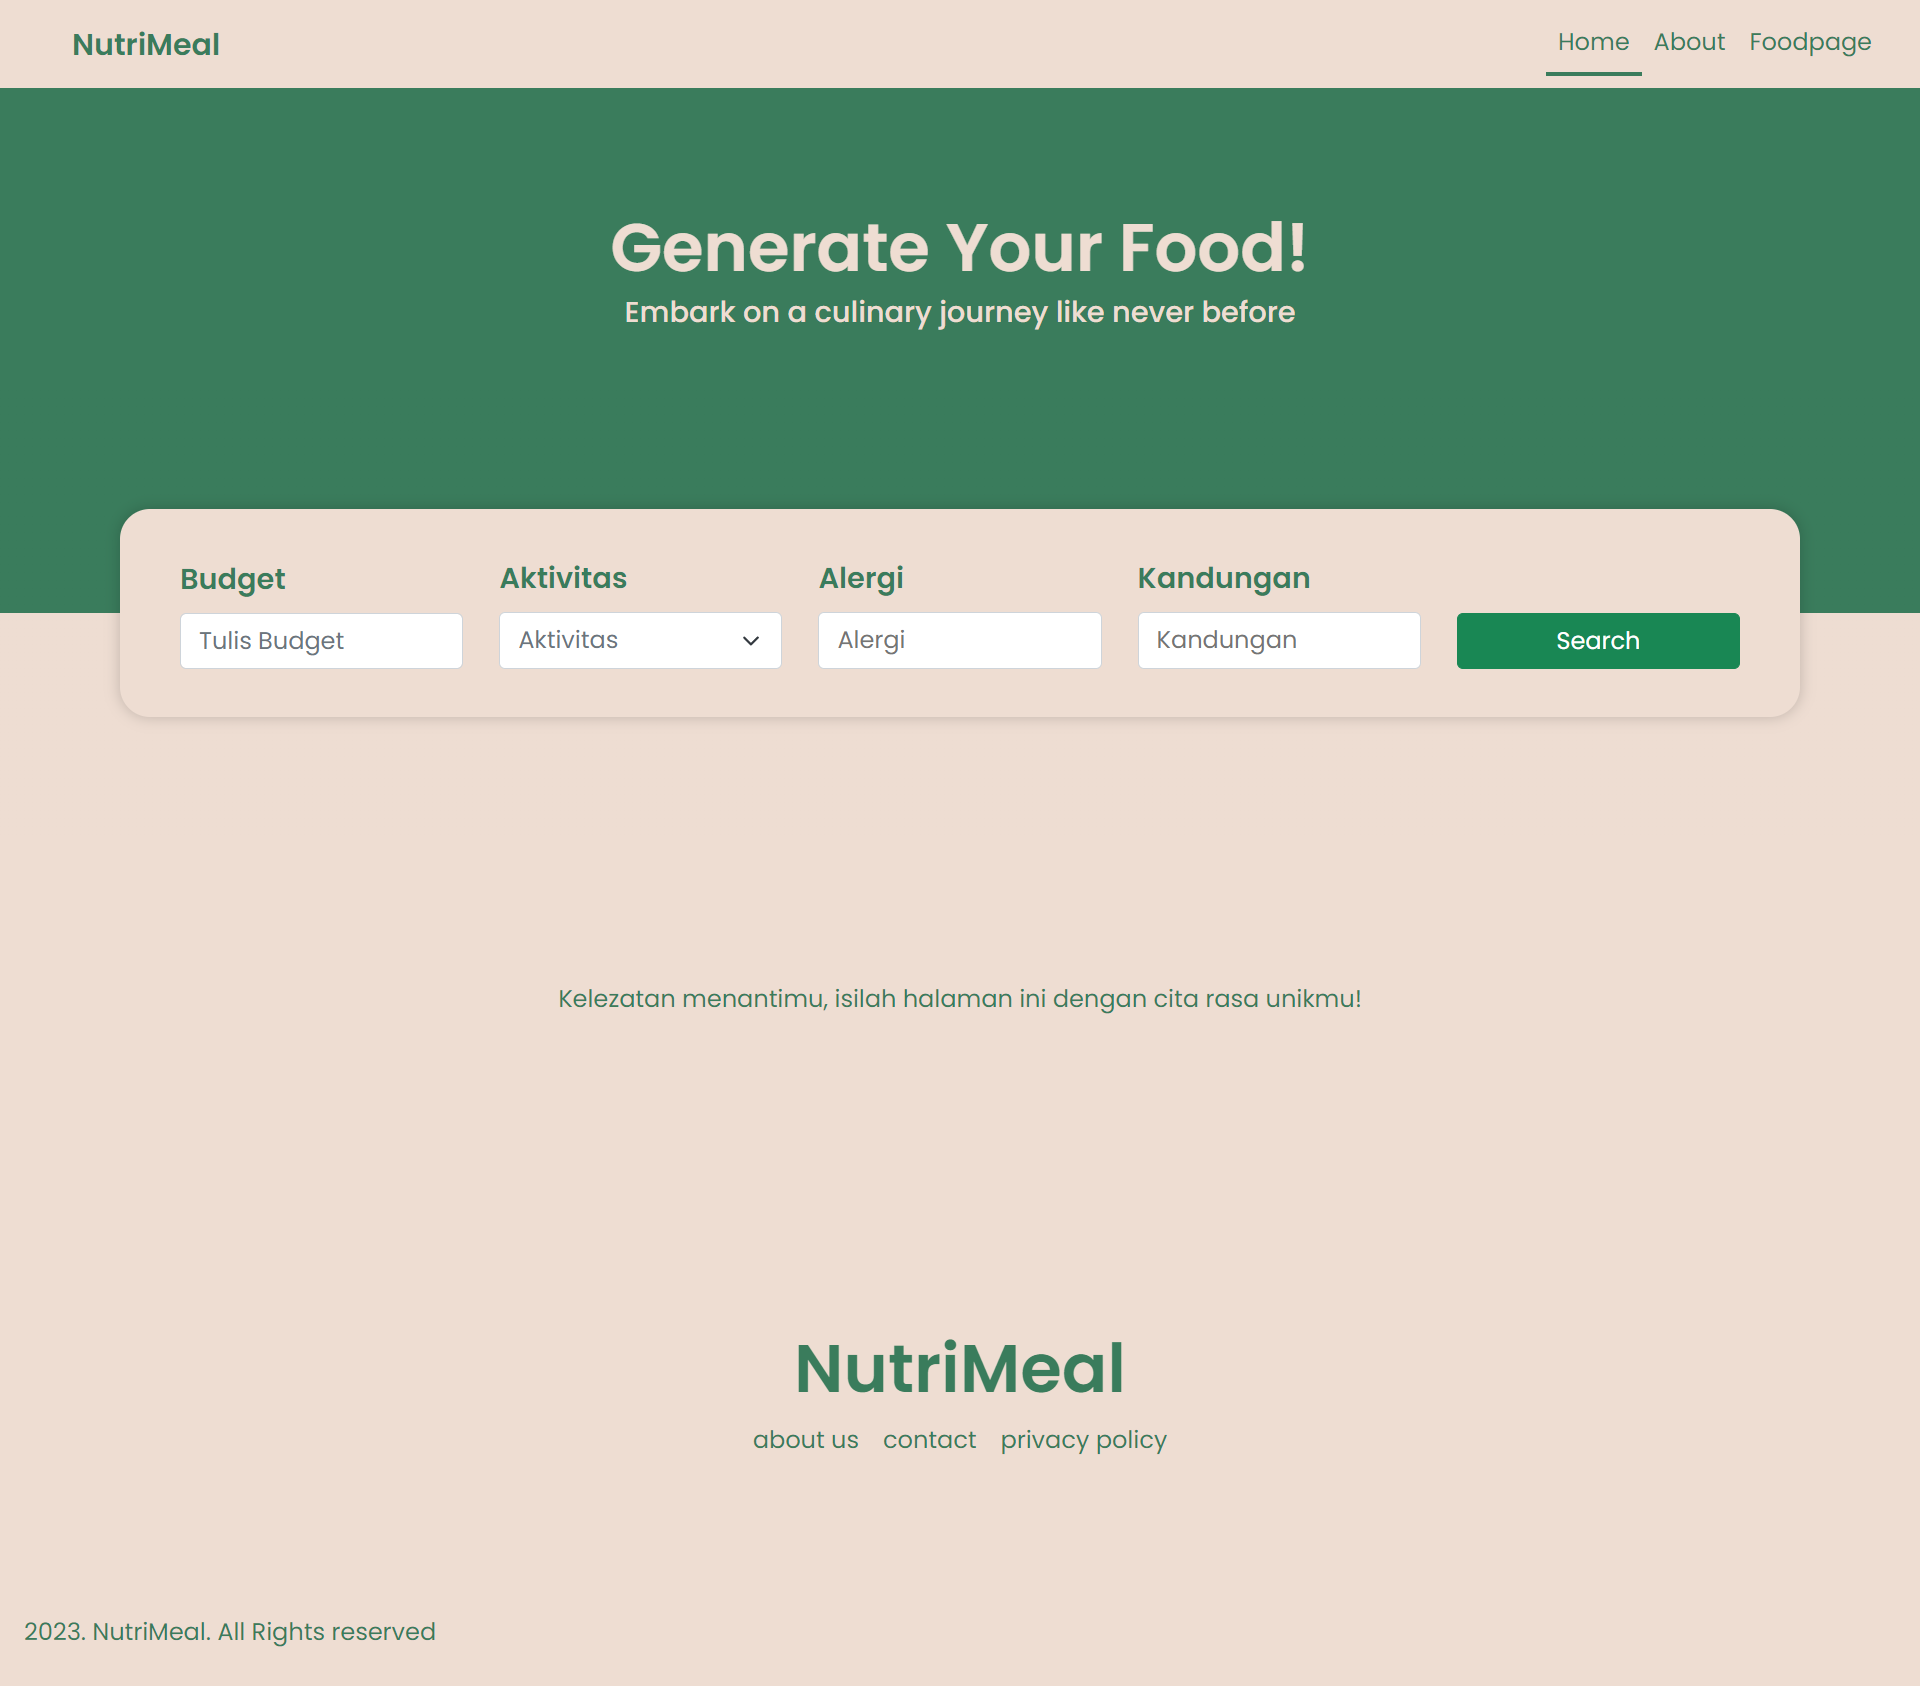 NutriMeal
Home About Foodpage
Generate Your Food!
Embark on a culinary journey like never before
Budget Aktivitas Alergi Kandungan
Tulis Budget Aktivitas Alergi Kandungan Search
Kelezatan menantimu, isilah halaman ini dengan cita rasa unikmu!
NutriMeal
about us contact privacy policy
2023. NutriMeal. All Rights reserved